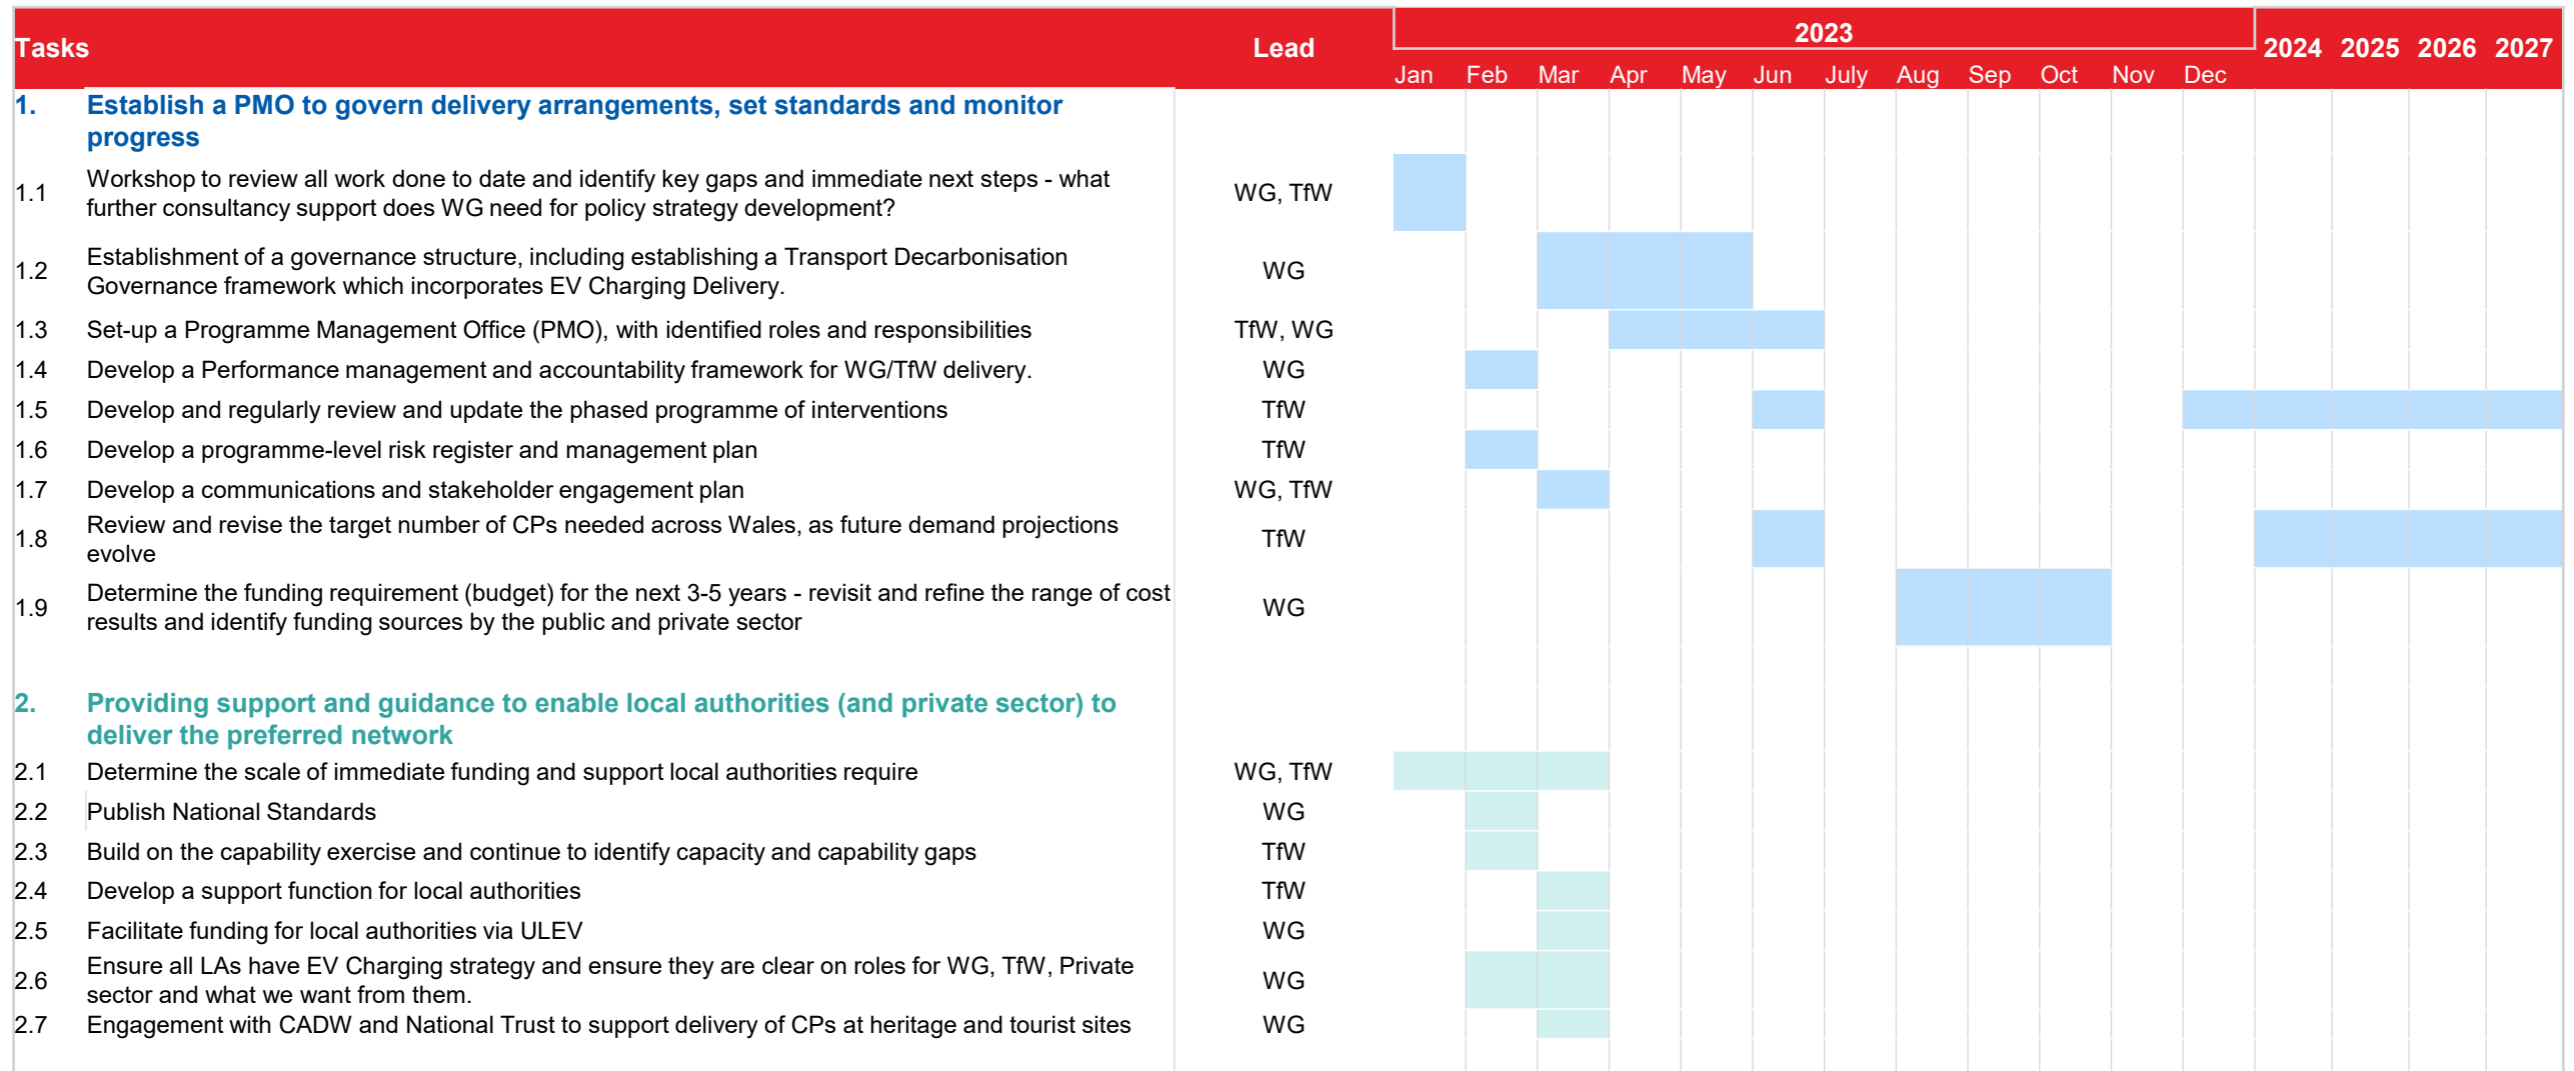 Tasks Lead 2023 2024 2025 2026 2027
Jan Feb Mar Apr May Jun July Aug Sep Oct Nov Dec
1. Establish a PMO to govern delivery arrangements, set standards and monitor
progress
1.1 Workshop to review all work done to date and identify key gaps and immediate next steps - what
further consultancy support does WG need for policy strategy development?
WG, TfW
1.2 Establishment of a governance structure, including establishing a Transport Decarbonisation
Governance framework which incorporates EV Charging Delivery.
WG
1.3 Set-up a Programme Management Office (PMO), with identified roles and responsibilities TfW, WG
1.4 Develop a Performance management and accountability framework for WG/TfW delivery. WG
1.5 Develop and regularly review and update the phased programme of interventions TfW
1.6 Develop a programme-level risk register and management plan TfW
1.7 Develop a communications and stakeholder engagement plan WG, TfW
1.8 Review and revise the target number of CPs needed across Wales, as future demand projections
evolve
TfW
1.9 Determine the funding requirement (budget) for the next 3-5 years - revisit and refine the range of cost
results and identify funding sources by the public and private sector
WG
2. Providing support and guidance to enable local authorities (and private sector) to
deliver the preferred network
2.1 Determine the scale of immediate funding and support local authorities require WG, TfW
2.2 Publish National Standards WG
2.3 Build on the capability exercise and continue to identify capacity and capability gaps TfW
2.4 Develop a support function for local authorities TfW
2.5 Facilitate funding for local authorities via ULEV WG
2.6 Ensure all LAs have EV Charging strategy and ensure they are clear on roles for WG, TfW, Private
sector and what we want from them.
WG
2.7 Engagement with CADW and National Trust to support delivery of CPs at heritage and tourist sites WG